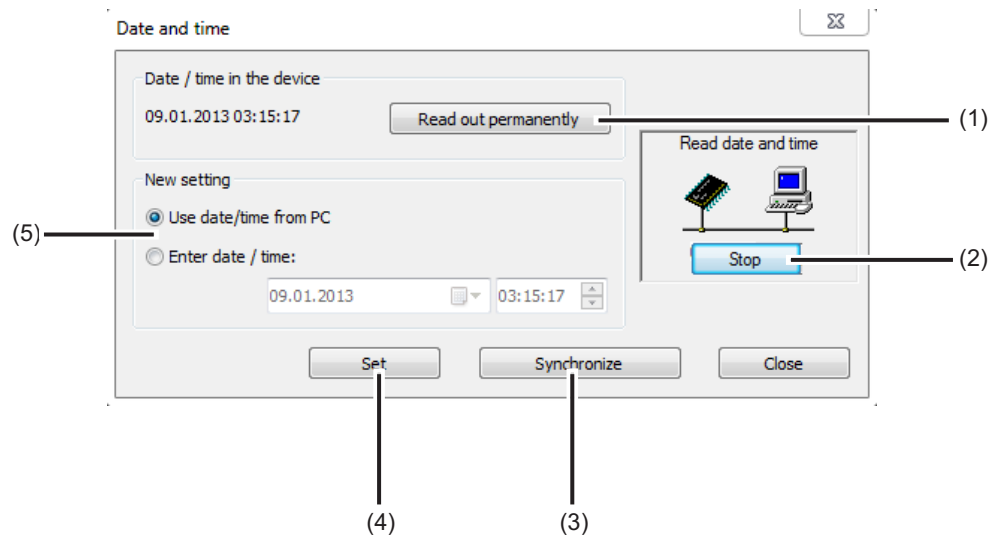 Date and time
Date / time in the device
09.01.2013 03:15:17
Read out permanently
(1)
Read date and time
New setting
Use date/time from PC
(5)
Enter date / time:
Stop
(2)
09.01.2013
03:15:17
Set
Synchronize
Close
(4)
(3)